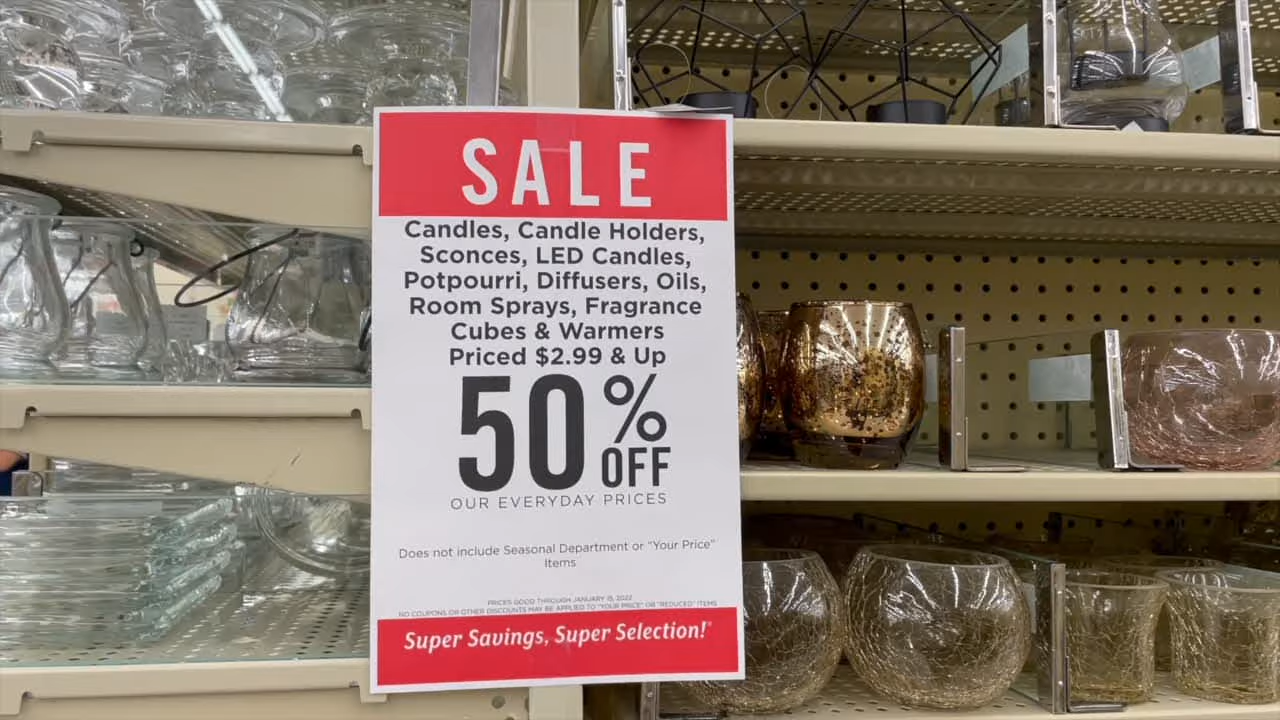 SALE
Candles, Candle Holders,
Sconces, LED Candles,
Potpourri, Diffusers, Oils,
Room Sprays, Fragrance
Cubes & Warmers
Priced $2.99 & Up
50% OFF
OUR EVERYDAY PRICES
Does not include Seasonal Department or "Your Price"
Items
PRICES GOOD THROUGH JANUARY 15, 2022
NO COUPONS OR OTHER DISCOUNTS MAY BE APPLIED TO "YOUR PRICE" OR "REDUCED" ITEMS
Super Savings, Super Selection!®